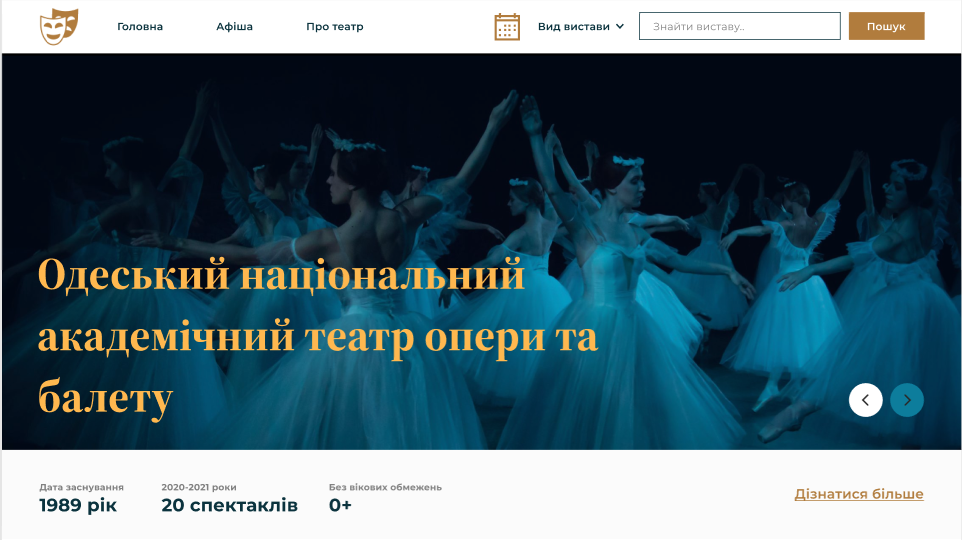 Головна Афіша Про театр Вид вистави Знайти виставу.. Пошук
Одеський національний
академічний театр опери та
балету
Дата заснування 2020-2021 роки Без вікових обмежень
1989 рік 20 спектаклів 0+
Дізнатися більше